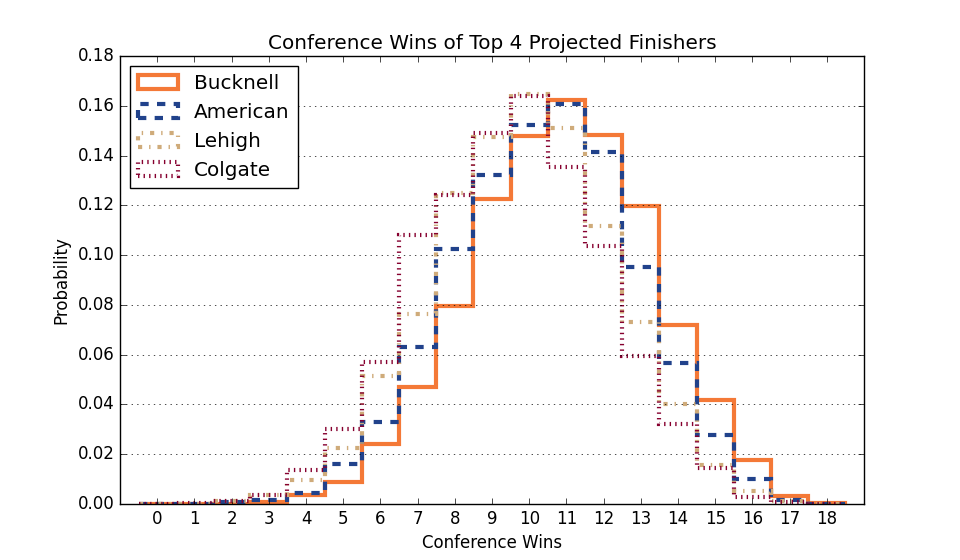 Conference Wins of Top 4 Projected Finishers
0.18
0.16
0.14
0.12
0.10
0.08
0.06
0.04
0.02
0.00
Probability
Bucknell
American
Lehigh
Colgate
0 1 2 3 4 5 6 7 8 9 10 11 12 13 14 15 16 17 18
Conference Wins